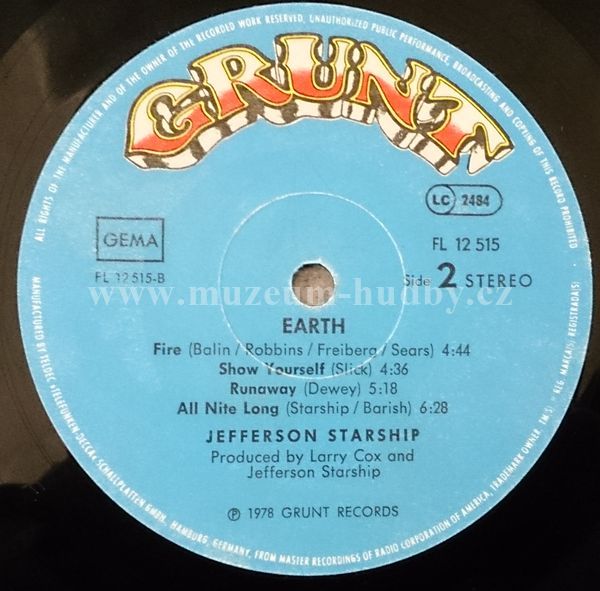 ALL RIGHTS OF THE MANUFACTURER AND OF THE OWNER OF THE RECORDED WORK RESERVED, UNAUTHORIZED PUBLIC PERFORMANCE, BROADCASTING AND COPYING OF THIS RECORD PROHIBITED
GRUNT
GEMA
LC 2484
FL 12 515
FL 12 515-B
Side 2 STEREO
www.muzeum-hudby.cz
EARTH
Fire (Balin / Robbins / Freiberg / Sears) 4:44
Show Yourself (Slick) 4:36
Runaway (Dewey) 5:18
All Nite Long (Starship / Barish) 6:28
JEFFERSON STARSHIP
Produced by Larry Cox and
Jefferson Starship
℗ 1978 GRUNT RECORDS
MANUFACTURED BY TELDEC »TELEFUNKEN-DECCA« SCHALLPLATTEN GMBH, HAMBURG, GERMANY, FROM MASTER RECORDINGS OF RADIO CORPORATION OF AMERICA, TRADEMARK OWNER. TM(S) ® REG. MARCA(S) REGISTRADA(S)